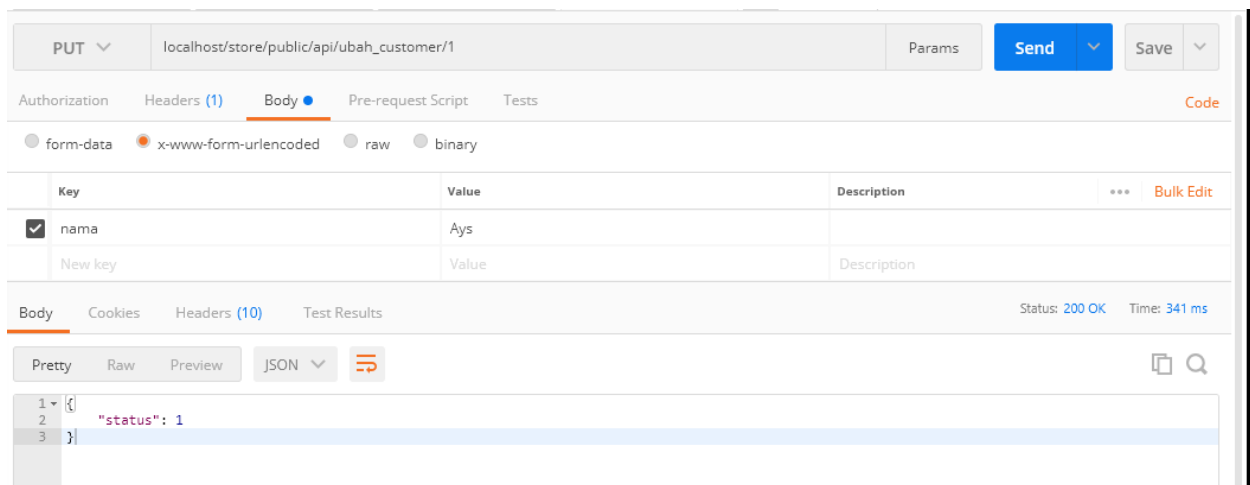 PUT localhost/store/public/api/ubah_customer/1 Params Send Save
Authorization Headers (1) Body Pre-request Script Tests Code
form-data x-www-form-urlencoded raw binary
Key Value Description ••• Bulk Edit
nama Ays
New key Value Description
Body Cookies Headers (10) Test Results Status: 200 OK Time: 341 ms
Pretty Raw Preview JSON
1 {
2 "status": 1
3 }